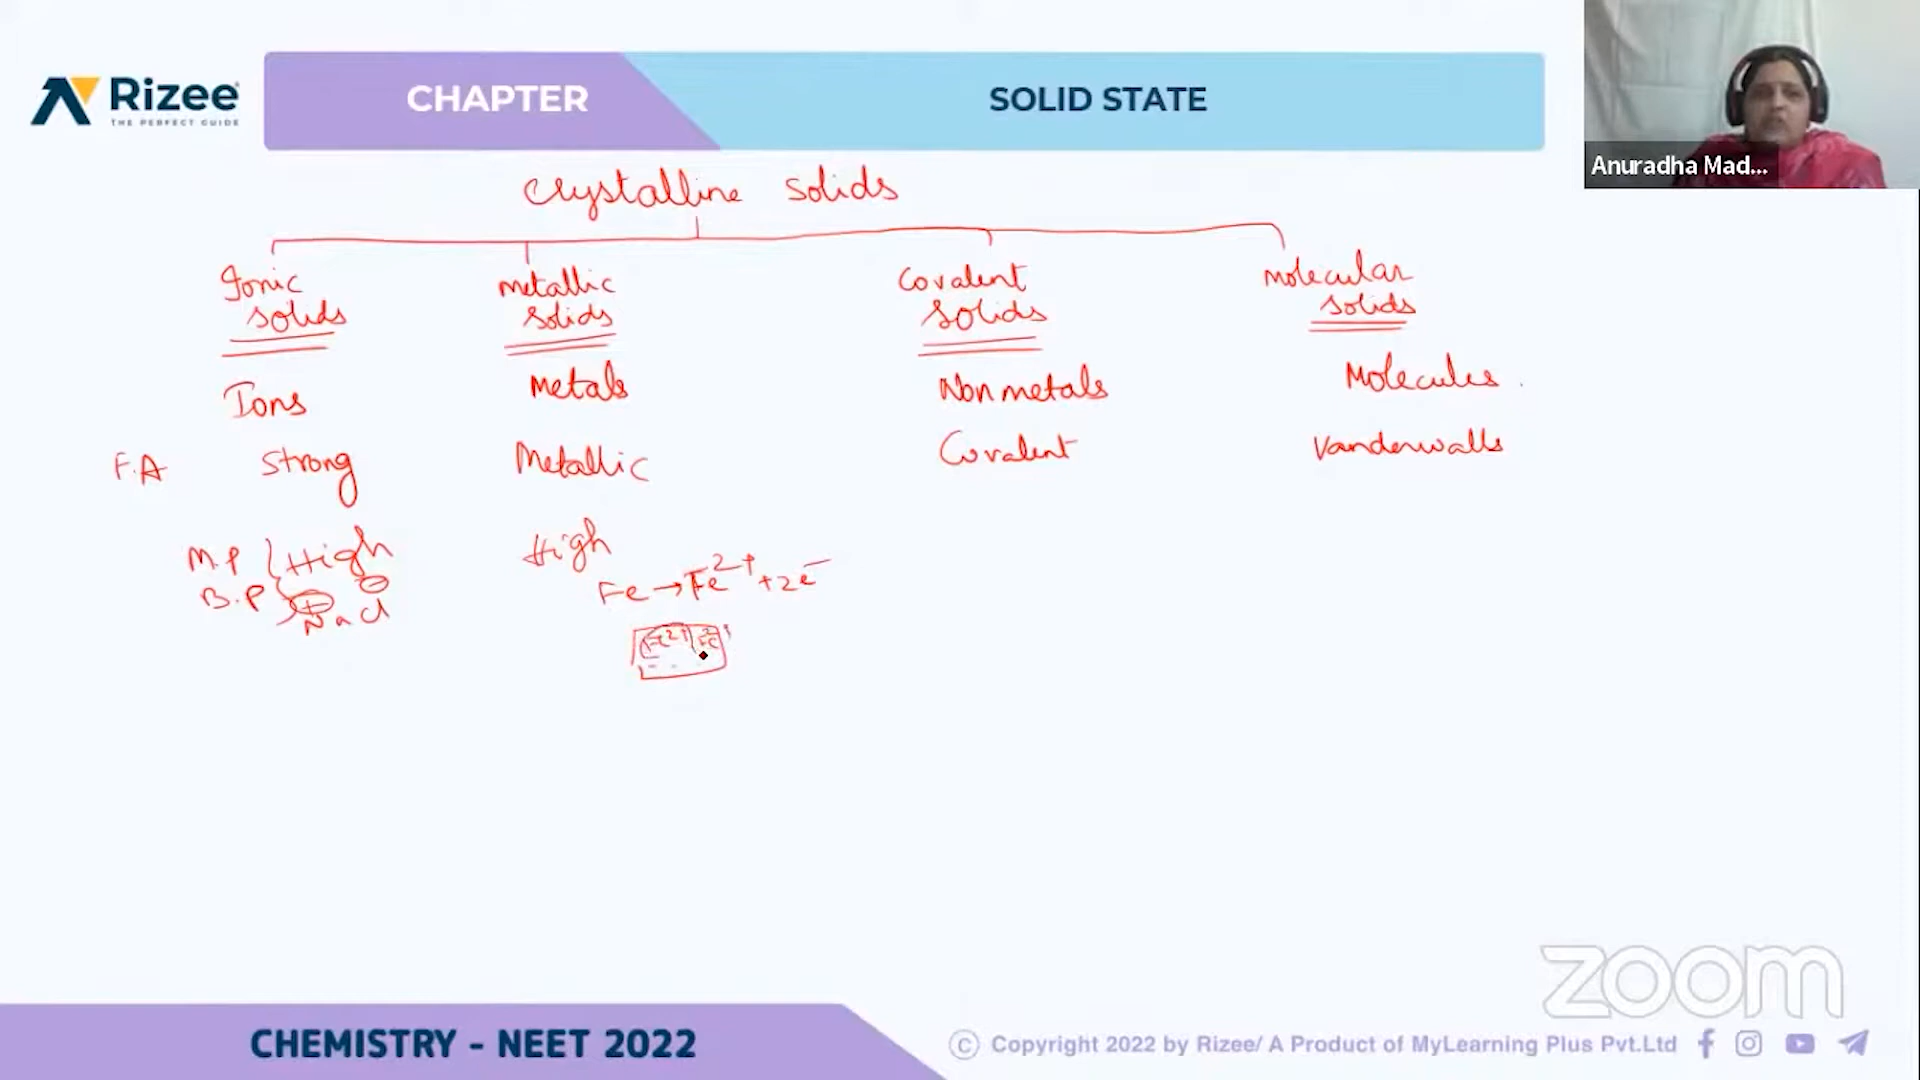 Rizee
THE PERFECT GUIDE
CHAPTER
SOLID STATE
Anuradha Mad...
Crystalline Solids
Ionic solids
Metallic solids
Covalent solids
Molecular solids
Ions
Metals
Non metals
Molecules.
F.A
Strong
Metallic
Covalent
Vanderwalls
M.P
B.P
High
⊕ ⊖
NaCl
High
Fe → Fe²⁺ + 2e⁻
zoom
CHEMISTRY - NEET 2022
© Copyright 2022 by Rizee/ A Product of MyLearning Plus Pvt.Ltd